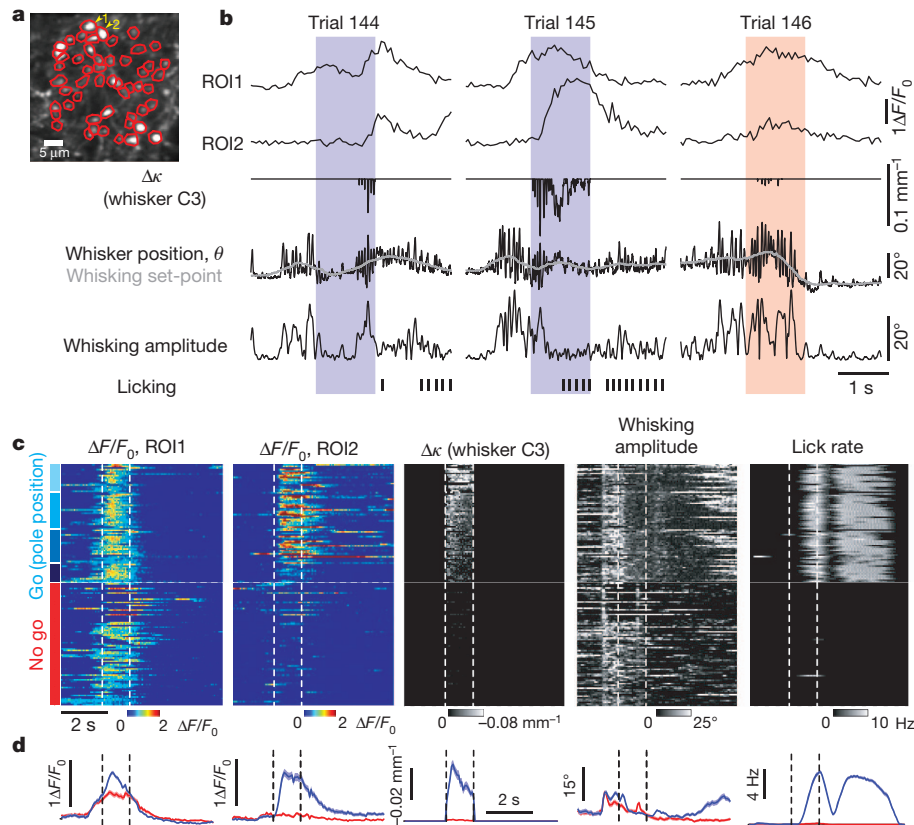 a
1
2
5 μm
b
Trial 144
Trial 145
Trial 146
ROI1
ROI2
1ΔF/F0
Δκ
(whisker C3)
0.1 mm−1
Whisker position, θ
Whisking set-point
20°
Whisking amplitude
20°
Licking
1 s
c
ΔF/F0, ROI1
ΔF/F0, ROI2
Δκ (whisker C3)
Whisking
amplitude
Lick rate
Go (pole position)
No go
2 s
0 2
ΔF/F0
0 2
ΔF/F0
0 −0.08 mm−1
0 25°
0 10 Hz
d
1ΔF/F0
1ΔF/F0
−0.02 mm−1
2 s
15°
4 Hz